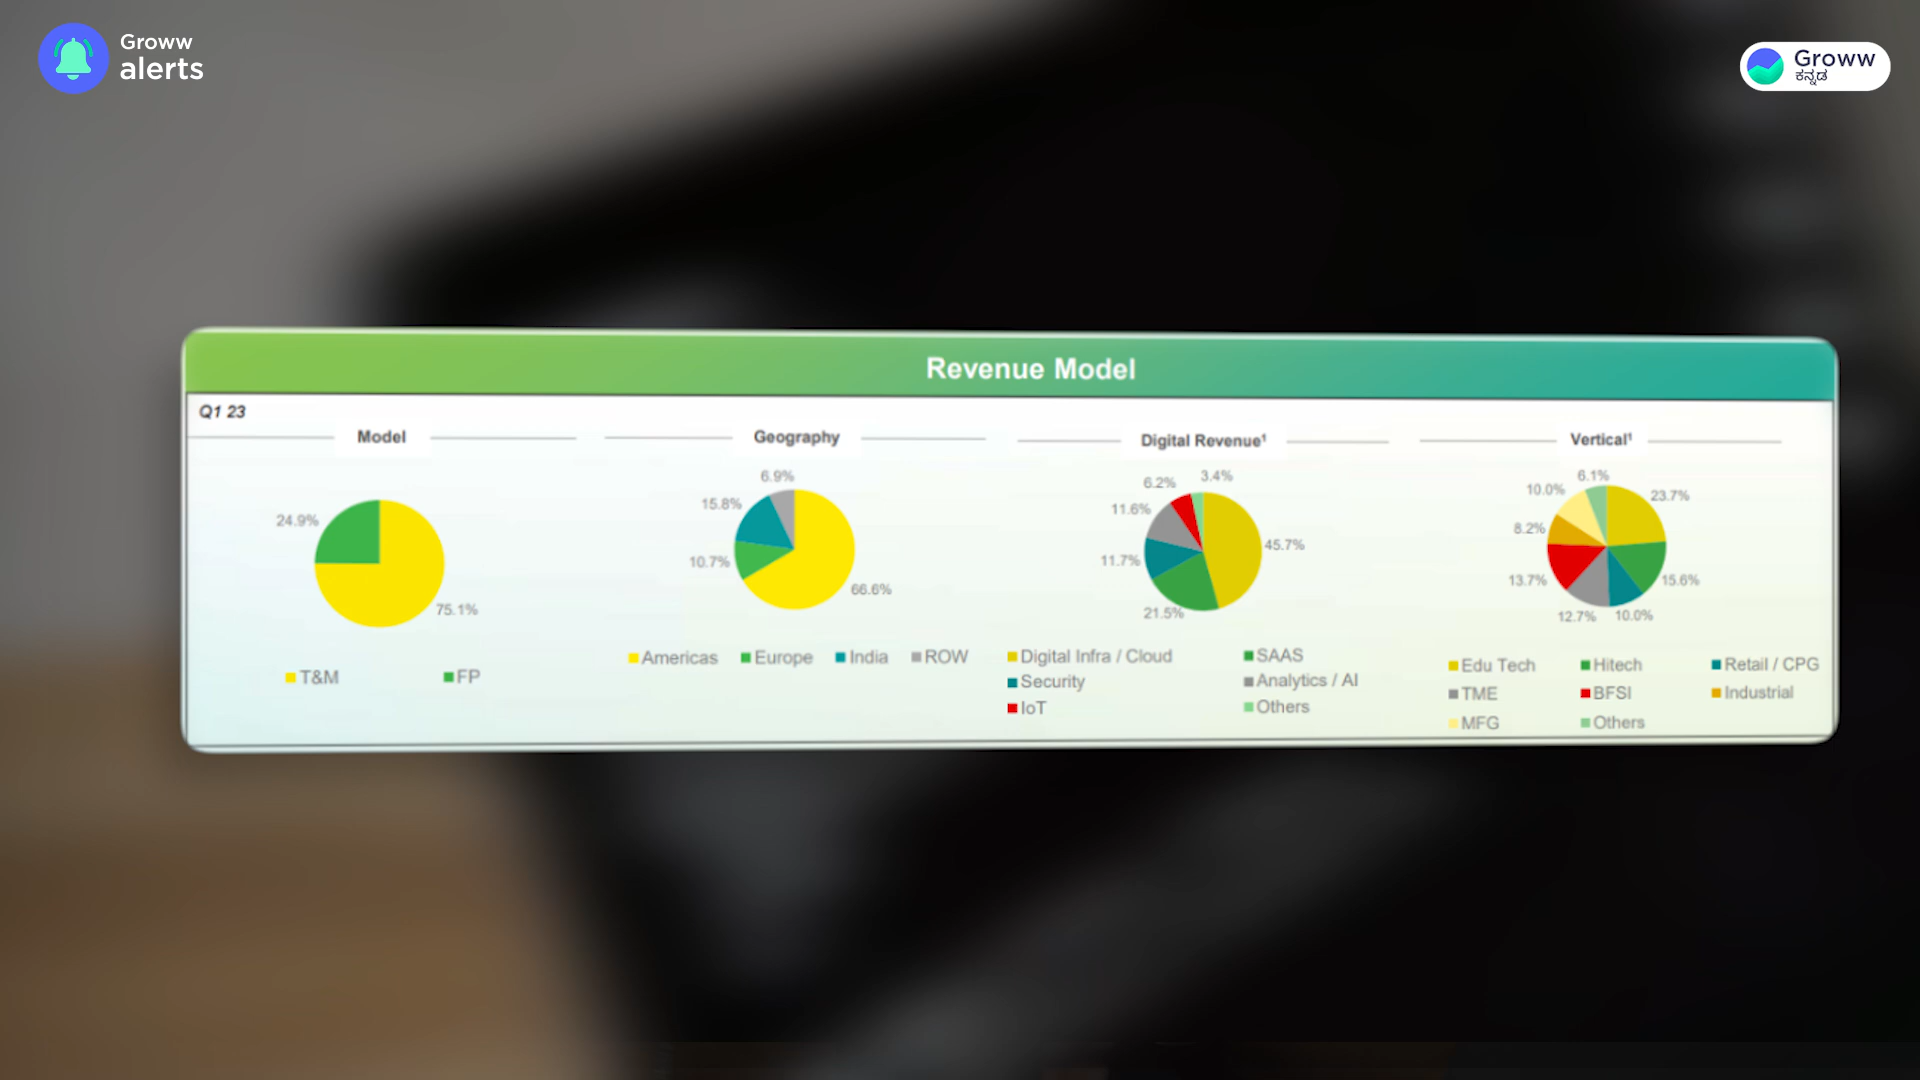 Groww
alerts
Groww
ಕನ್ನಡ
Revenue Model
Q1 23
Model
24.9%
75.1%
T&M FP
Geography
6.9%
15.8%
10.7%
66.6%
Americas Europe India ROW
Digital Revenue¹
6.2% 3.4%
11.6%
11.7%
45.7%
21.5%
Digital Infra / Cloud SAAS
Security Analytics / AI
IoT Others
Vertical¹
6.1%
10.0% 23.7%
8.2%
13.7% 15.6%
12.7% 10.0%
Edu Tech Hitech Retail / CPG
TME BFSI Industrial
MFG Others